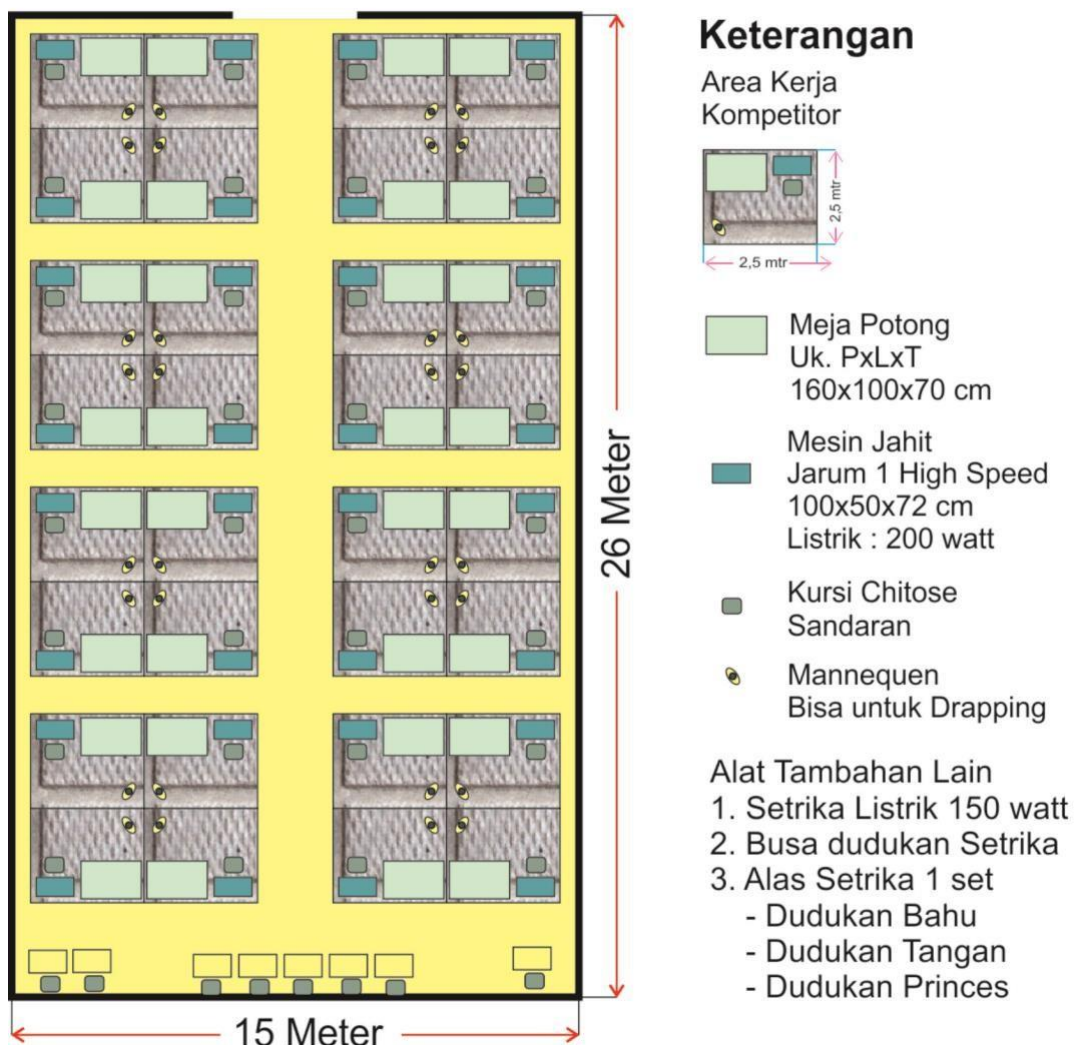 Keterangan
Area Kerja
Kompetitor
2,5 mtr
2,5 mtr
Meja Potong
Uk. PxLxT
160x100x70 cm
Mesin Jahit
Jarum 1 High Speed
100x50x72 cm
Listrik : 200 watt
Kursi Chitose
Sandaran
Mannequen
Bisa untuk Drapping
Alat Tambahan Lain
1. Setrika Listrik 150 watt
2. Busa dudukan Setrika
3. Alas Setrika 1 set
- Dudukan Bahu
- Dudukan Tangan
- Dudukan Princes
26 Meter
15 Meter